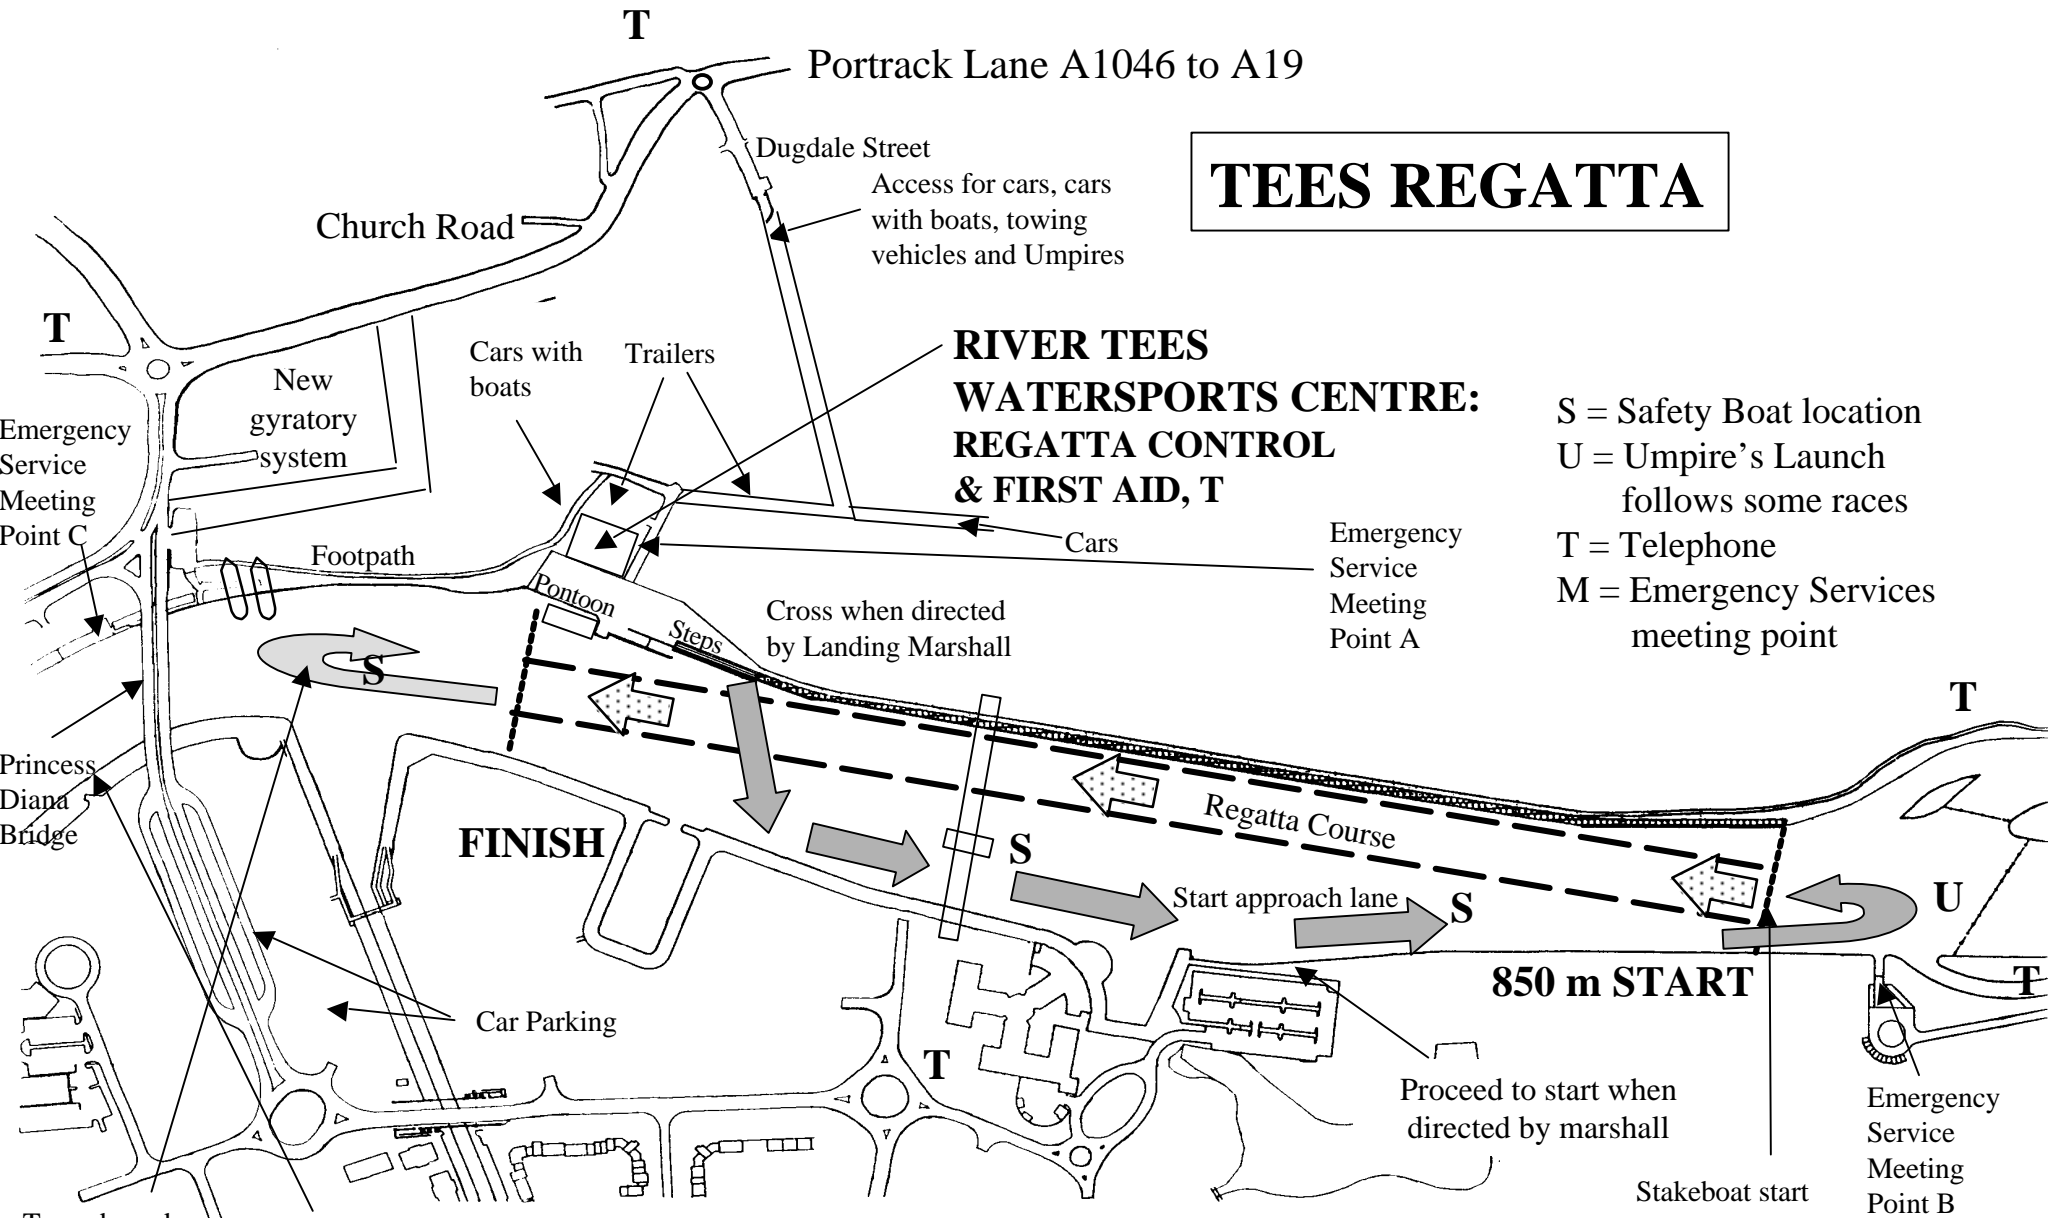 T
Portrack Lane A1046 to A19
TEES REGATTA
Dugdale Street
Access for cars, cars
with boats, towing
vehicles and Umpires
Church Road
T
Cars with
boats
Trailers
New
gyratory
system
RIVER TEES
WATERSPORTS CENTRE:
REGATTA CONTROL
& FIRST AID, T
S = Safety Boat location
U = Umpire's Launch
follows some races
T = Telephone
M = Emergency Services
meeting point
Emergency
Service
Meeting
Point C
Footpath
Cars
Emergency
Service
Meeting
Point A
Pontoon
Steps
Cross when directed
by Landing Marshall
S
T
Princess
Diana
Bridge
FINISH
Regatta Course
S
Start approach lane
S
U
850 m START
T
Car Parking
T
Proceed to start when
directed by marshall
Stakeboat start
Emergency
Service
Meeting
Point B